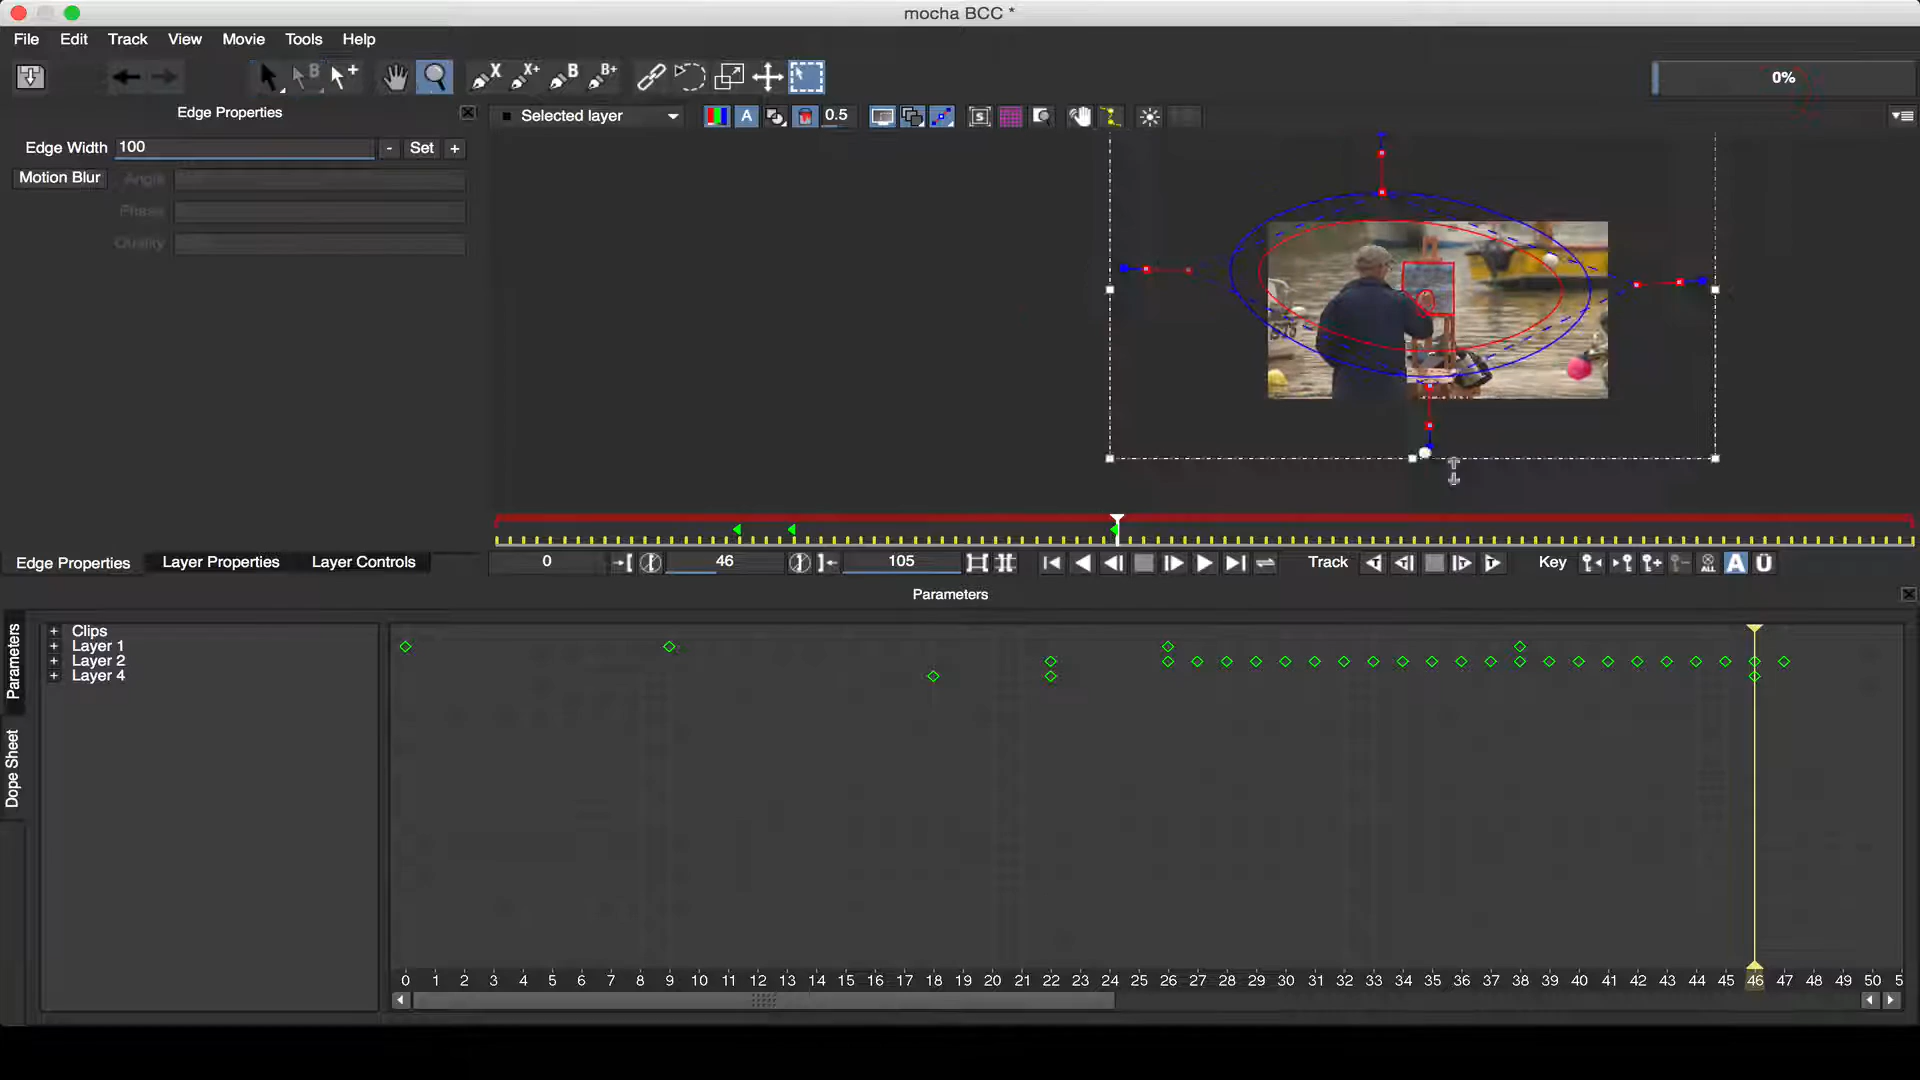 mocha BCC *
File Edit Track View Movie Tools Help
B X X+ B B+ 0%
Edge Properties
Selected layer A 0.5 S
Edge Width 100 - Set +
Motion Blur Angle
Phase
Quality
Edge Properties Layer Properties Layer Controls
0 46 105 Track Key ALL A Ü
Parameters
Parameters
Dope Sheet
+ Clips
+ Layer 1
+ Layer 2
+ Layer 4
0 1 2 3 4 5 6 7 8 9 10 11 12 13 14 15 16 17 18 19 20 21 22 23 24 25 26 27 28 29 30 31 32 33 34 35 36 37 38 39 40 41 42 43 44 45 46 47 48 49 50 5